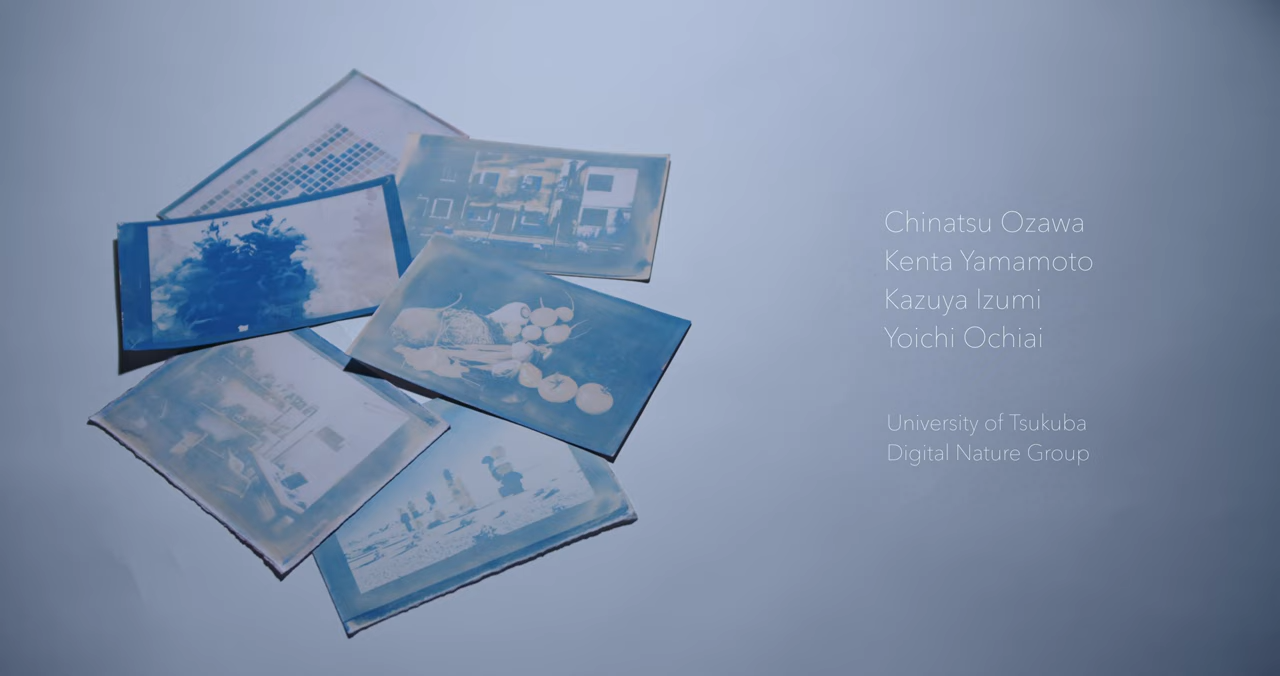 Chinatsu Ozawa
Kenta Yamamoto
Kazuya Izumi
Yoichi Ochiai
University of Tsukuba
Digital Nature Group